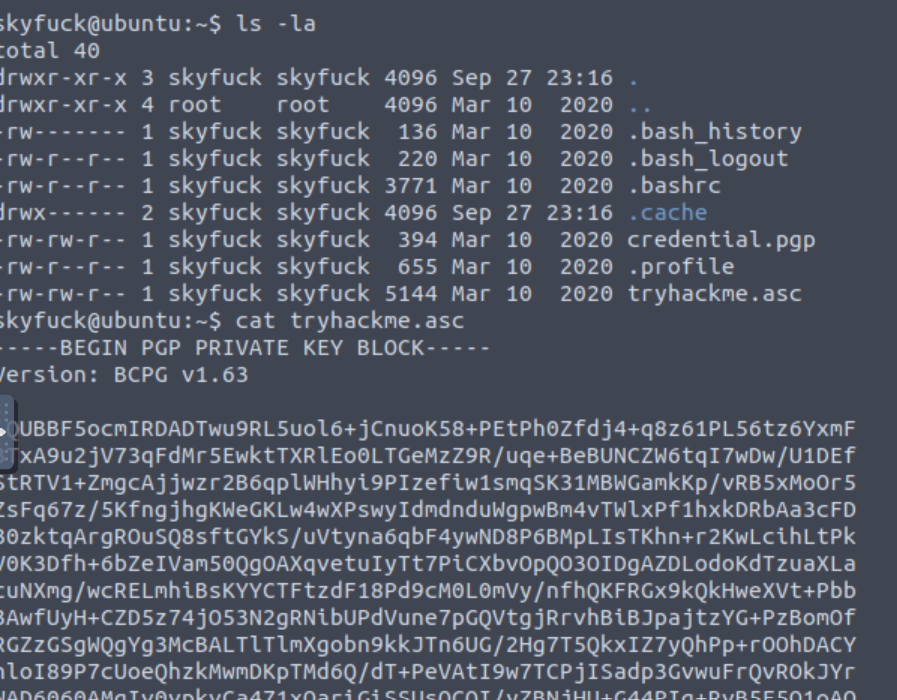 skyfuck@ubuntu:~$ ls -la
total 40
drwxr-xr-x 3 skyfuck skyfuck 4096 Sep 27 23:16 .
drwxr-xr-x 4 root    root    4096 Mar 10  2020 ..
-rw------- 1 skyfuck skyfuck  136 Mar 10  2020 .bash_history
-rw-r--r-- 1 skyfuck skyfuck  220 Mar 10  2020 .bash_logout
-rw-r--r-- 1 skyfuck skyfuck 3771 Mar 10  2020 .bashrc
drwx------ 2 skyfuck skyfuck 4096 Sep 27 23:16 .cache
-rw-rw-r-- 1 skyfuck skyfuck  394 Mar 10  2020 credential.pgp
-rw-r--r-- 1 skyfuck skyfuck  655 Mar 10  2020 .profile
-rw-rw-r-- 1 skyfuck skyfuck 5144 Mar 10  2020 tryhackme.asc
skyfuck@ubuntu:~$ cat tryhackme.asc
-----BEGIN PGP PRIVATE KEY BLOCK-----
Version: BCPG v1.63
QUBBF5ocmIRDADTwu9RL5uol6+jCnuoK58+PEtPh0Zfdj4+q8z61PL56tz6YxmF
TxA9u2jV73qFdMr5EwktTXRlEo0LTGeMzZ9R/uqe+BeBUNCZW6tqI7wDw/U1DEf
StRTV1+ZmgcAjjwzr2B6qplWHhyi9PIzefiw1smqSK31MBWGamkKp/vRB5xMoOr5
ZsFq67z/5KfngjhgKWeGKLw4wXPswyIdmdnduWgpwBm4vTWlxPf1hxkDRbAa3cFD
30zktqArgROuSQ8sftGYkS/uVtyna6qbF4ywND8P6BMpLIsTKhn+r2KwLcihLtPk
V0K3Dfh+6bZeIVam50QgOAXqvetuIyTt7PiCXbvOpQO3OIDgAZDLodoKdTzuaXLa
cuNXmg/wcRELmhiBsKYYCTFtzdF18Pd9cM0L0mVy/nfhQKFRGx9kQkHweXVt+Pbb
3AwfUyH+CZD5z74jO53N2gRNibUPdVune7pGQVtgjRrvhBiBJpajtzYG+PzBomOf
RGZzGSgWQgYg3McBALTlTlmXgobn9kkJTn6UG/2Hg7T5QkxIZ7yQhPp+rOOhDACY
hloI89P7cUoeQhzkMwmDKpTMd6Q/dT+PeVAtI9w7TCPjISadp3GvwuFrQvROkJYr